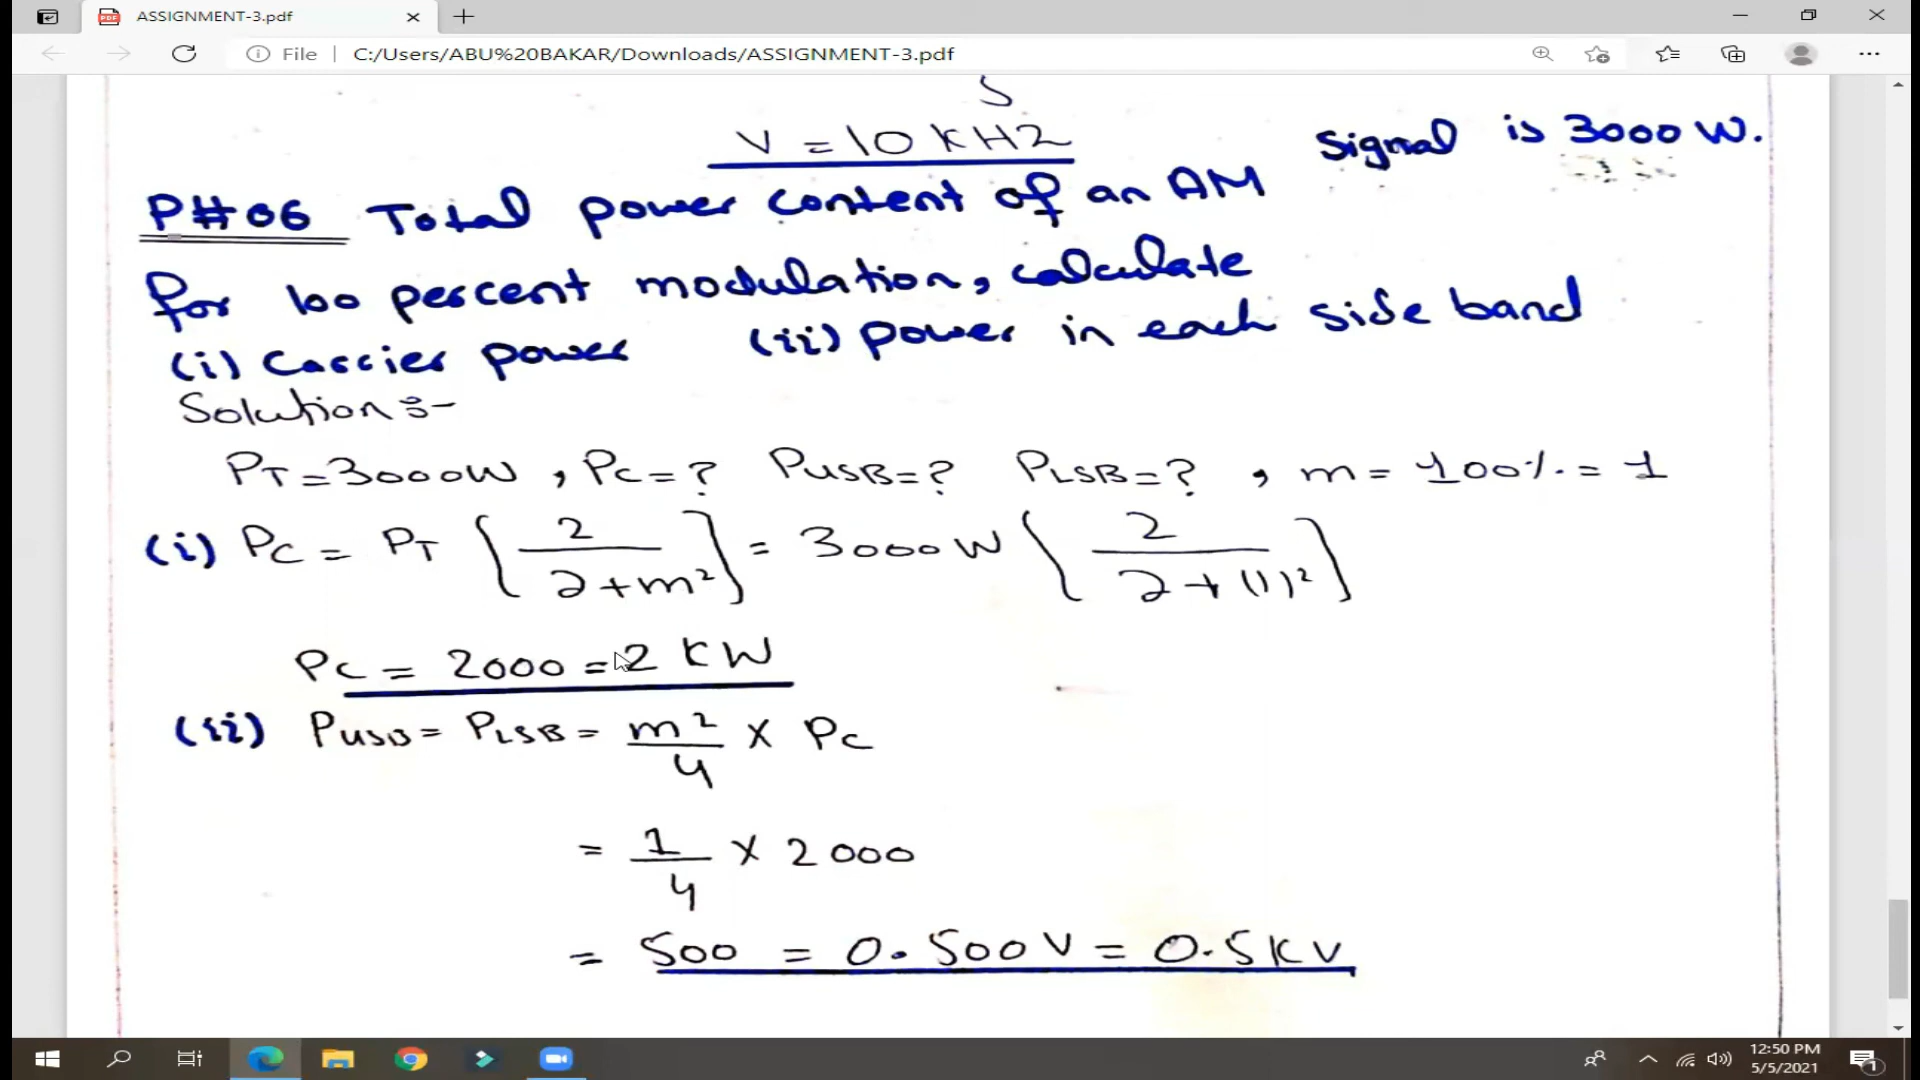 ASSIGNMENT-3.pdf
File | C:/Users/ABU%20BAKAR/Downloads/ASSIGNMENT-3.pdf
5
V = 10 KHZ
Signal is 3000 W.
P#06 Total power content of an AM
for 100 percent modulation, calculate
(i) Carrier power (ii) power in each side band
Solution :-
PT = 3000W , PC = ? PUSB = ? PLSB = ? , m = 100% = 1
(i) PC = PT [ 2 / 2 + m² ] = 3000 W [ 2 / 2 + (1)² ]
PC = 2000 = 2 KW
(ii) PUSB = PLSB = m² / 4 X PC
= 1 / 4 X 2000
= 500 = 0.500 V = 0.5 KV
12:50 PM
5/5/2021
1